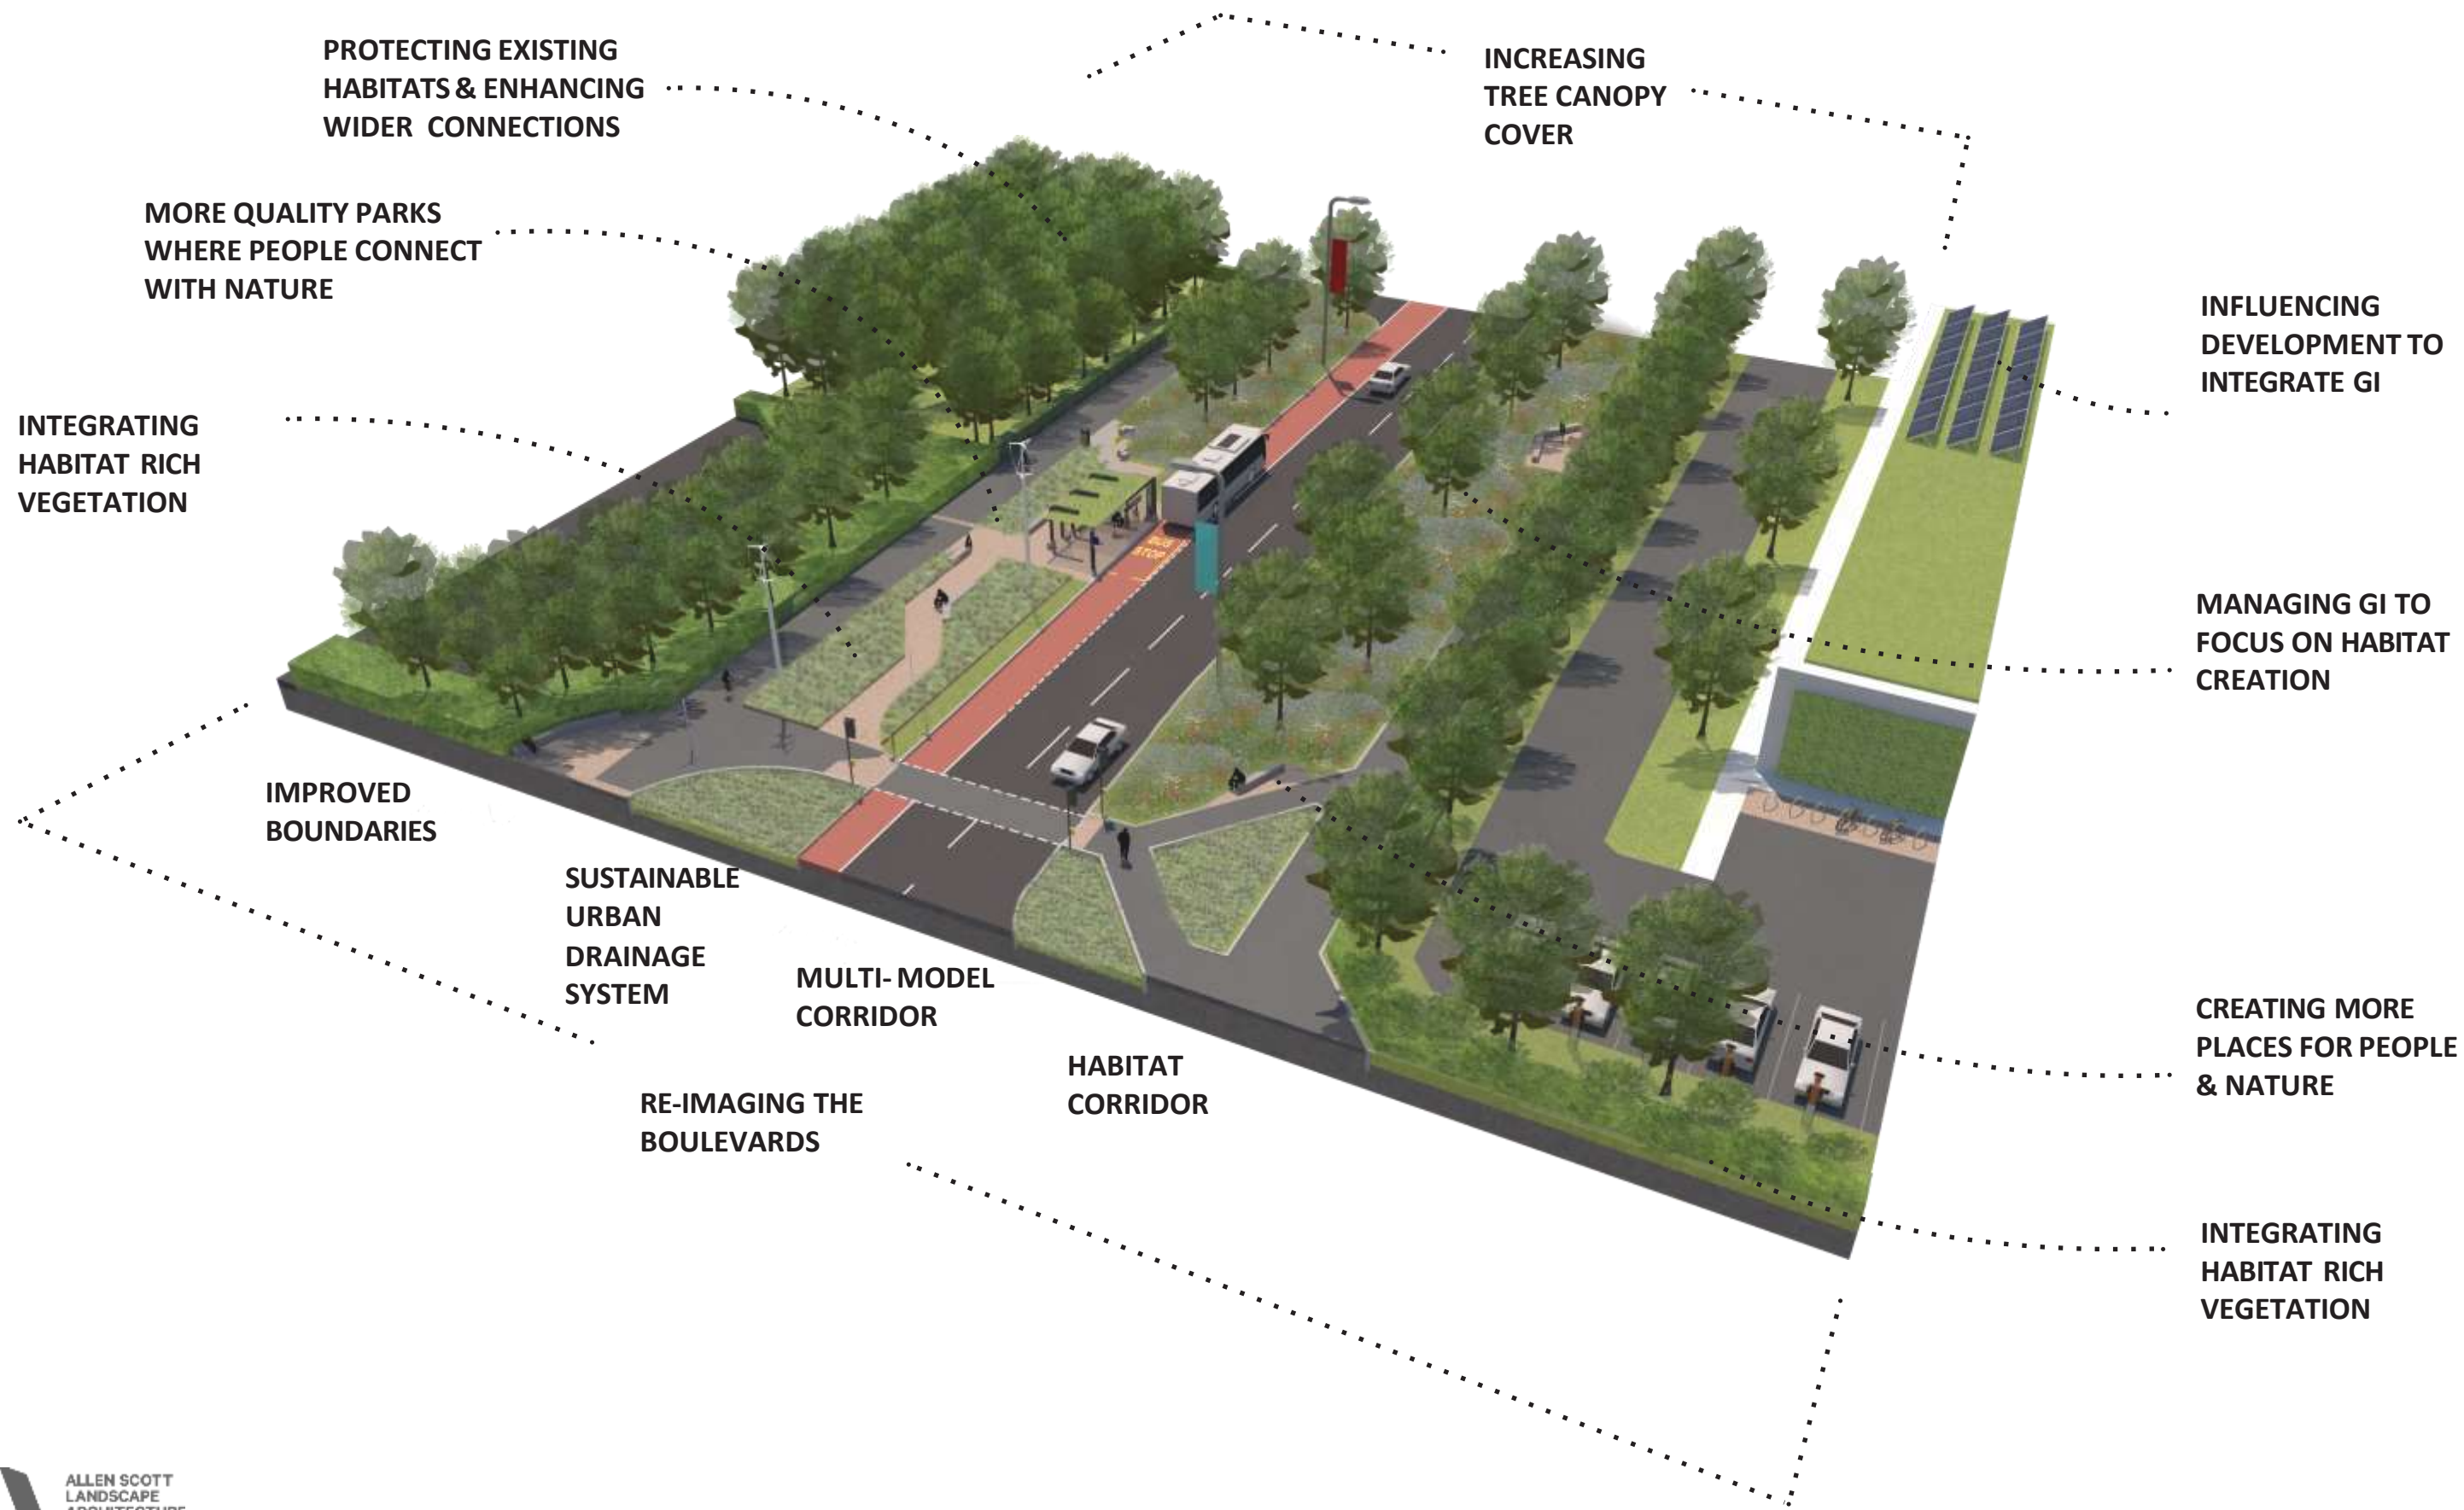 PROTECTING EXISTING
HABITATS & ENHANCING
WIDER CONNECTIONS
INCREASING
TREE CANOPY
COVER
MORE QUALITY PARKS
WHERE PEOPLE CONNECT
WITH NATURE
INFLUENCING
DEVELOPMENT TO
INTEGRATE GI
INTEGRATING
HABITAT RICH
VEGETATION
BUS
STOP
MANAGING GI TO
FOCUS ON HABITAT
CREATION
IMPROVED
BOUNDARIES
SUSTAINABLE
URBAN
DRAINAGE
SYSTEM
MULTI- MODEL
CORRIDOR
HABITAT
CORRIDOR
RE-IMAGING THE
BOULEVARDS
CREATING MORE
PLACES FOR PEOPLE
& NATURE
INTEGRATING
HABITAT RICH
VEGETATION
ALLEN SCOTT
LANDSCAPE
ARCHITECTURE